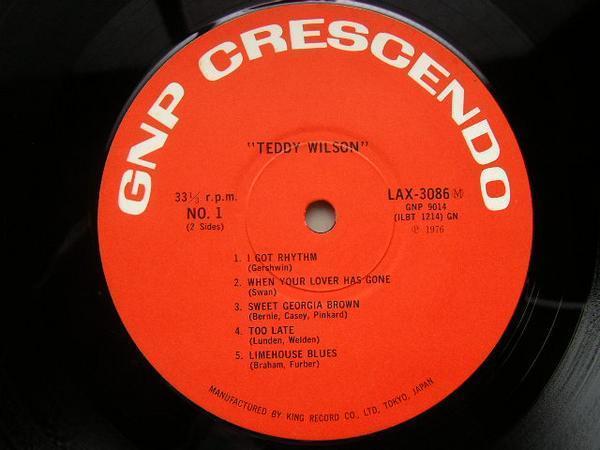 GNP CRESCENDO
"TEDDY WILSON"
33⅓ r.p.m.
NO. 1
(2 Sides)
LAX-3086 Ⓜ
GNP 9014
(ILBT 1214) GN
Ⓟ 1976
1. I GOT RHYTHM
(Gershwin)
2. WHEN YOUR LOVER HAS GONE
(Swan)
3. SWEET GEORGIA BROWN
(Bernie, Casey, Pinkard)
4. TOO LATE
(Lunden, Welden)
5. LIMEHOUSE BLUES
(Braham, Furber)
MANUFACTURED BY KING RECORD CO., LTD, TOKYO, JAPAN